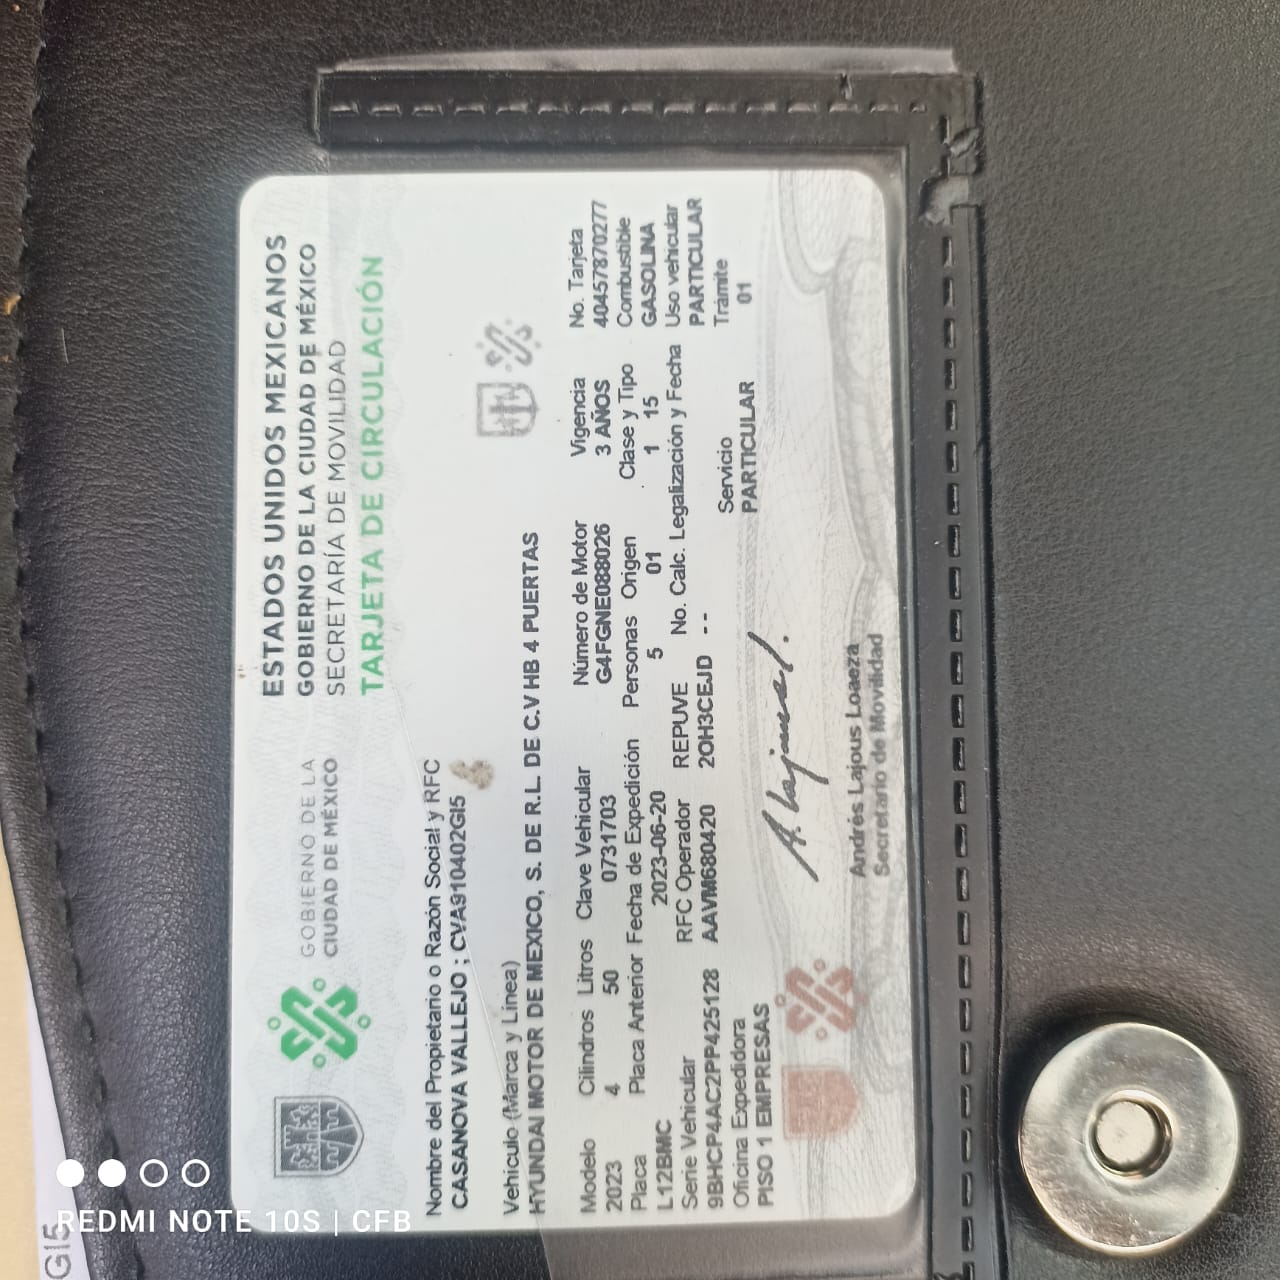 GOBIERNO DE LA
CIUDAD DE MÉXICO
ESTADOS UNIDOS MEXICANOS
GOBIERNO DE LA CIUDAD DE MÉXICO
SECRETARÍA DE MOVILIDAD
TARJETA DE CIRCULACIÓN
Nombre del Propietario o Razón Social y RFC
CASANOVA VALLEJO ; CVA910402GI5
Vehículo (Marca y Línea)
HYUNDAI MOTOR DE MEXICO, S. DE R.L. DE C.V HB 4 PUERTAS
Modelo Cilindros Litros Clave Vehicular Número de Motor Vigencia No. Tarjeta
2023 4 50 0731703 G4FGNE088026 3 AÑOS 40457870277
Placa Placa Anterior Fecha de Expedición Personas Origen Clase y Tipo Combustible
L12BMC 2023-06-20 5 01 1 15 GASOLINA
Serie Vehicular RFC Operador REPUVE No. Calc. Legalización y Fecha Uso vehicular
9BHCP4AC2PP425128 AAVM680420 2OH3CEJD - - PARTICULAR
Oficina Expedidora Servicio Trámite
PISO 1 EMPRESAS PARTICULAR 01
A. Lajous L.
Andrés Lajous Loaeza
Secretario de Movilidad
GI5
REDMI NOTE 10S | CFB